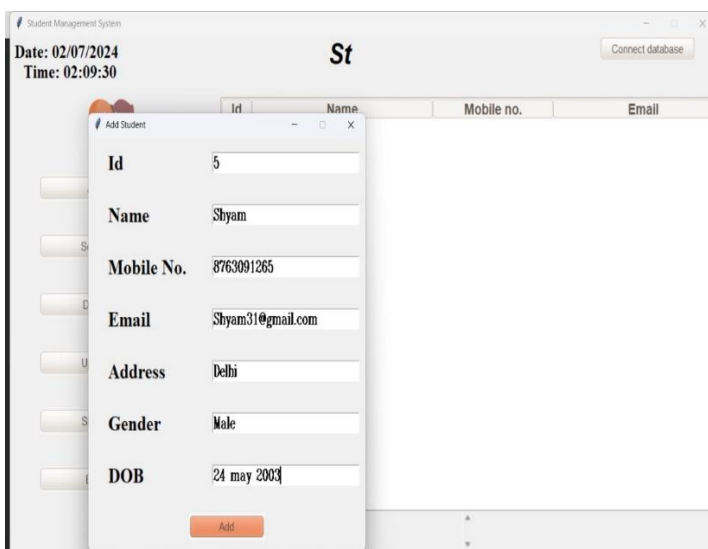 Student Management System
Date: 02/07/2024
Time: 02:09:30
St
Connect database
Id Name Mobile no. Email
Add Student
Id 5
Name Shyam
Mobile No. 8763091265
Email Shyam31@gmail.com
Address Delhi
Gender Male
DOB 24 may 2003
Add